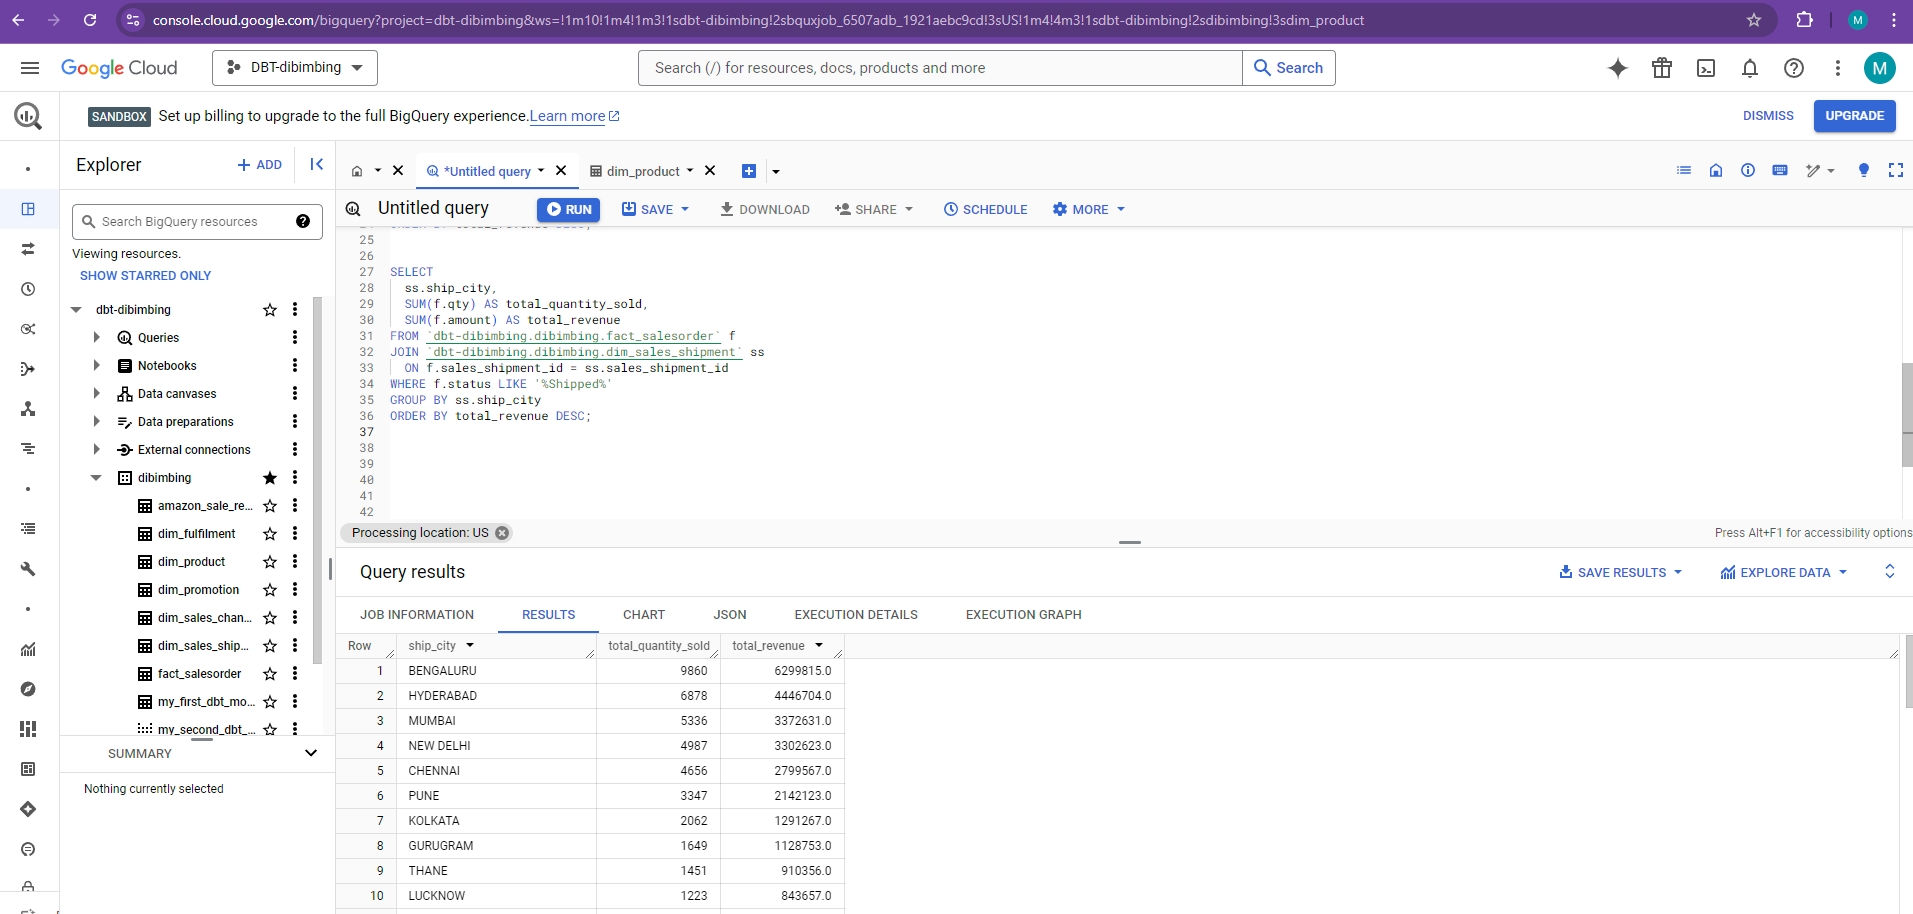 console.cloud.google.com/bigquery?project=dbt-dibimbing&ws=!1m10!1m4!1m3!1sdbt-dibimbing!2sbquxjob_6507adb_1921aebc9cd!3sUS!1m4!4m3!1sdbt-dibimbing!2sdibimbing!3sdim_product
M
Google Cloud
DBT-dibimbing
Search (/) for resources, docs, products and more
Search
M
SANDBOX Set up billing to upgrade to the full BigQuery experience. Learn more
DISMISS
UPGRADE
Explorer
+ ADD
*Untitled query
dim_product
Search BigQuery resources
Viewing resources.
SHOW STARRED ONLY
dbt-dibimbing
Queries
Notebooks
Data canvases
Data preparations
External connections
dibimbing
amazon_sale_re...
dim_fulfilment
dim_product
dim_promotion
dim_sales_chan...
dim_sales_ship...
fact_salesorder
my_first_dbt_mo...
my_second_dbt_...
SUMMARY
Nothing currently selected
Untitled query
RUN
SAVE
DOWNLOAD
SHARE
SCHEDULE
MORE
24 ORDER BY total_revenue DESC;
25
26
27 SELECT
28 ss.ship_city,
29 SUM(f.qty) AS total_quantity_sold,
30 SUM(f.amount) AS total_revenue
31 FROM `dbt-dibimbing.dibimbing.fact_salesorder` f
32 JOIN `dbt-dibimbing.dibimbing.dim_sales_shipment` ss
33 ON f.sales_shipment_id = ss.sales_shipment_id
34 WHERE f.status LIKE '%Shipped%'
35 GROUP BY ss.ship_city
36 ORDER BY total_revenue DESC;
37
38
39
40
41
42
Processing location: US
Press Alt+F1 for accessibility options
Query results
SAVE RESULTS
EXPLORE DATA
JOB INFORMATION
RESULTS
CHART
JSON
EXECUTION DETAILS
EXECUTION GRAPH
Row ship_city total_quantity_sold total_revenue
1 BENGALURU 9860 6299815.0
2 HYDERABAD 6878 4446704.0
3 MUMBAI 5336 3372631.0
4 NEW DELHI 4987 3302623.0
5 CHENNAI 4656 2799567.0
6 PUNE 3347 2142123.0
7 KOLKATA 2062 1291267.0
8 GURUGRAM 1649 1128753.0
9 THANE 1451 910356.0
10 LUCKNOW 1223 843657.0